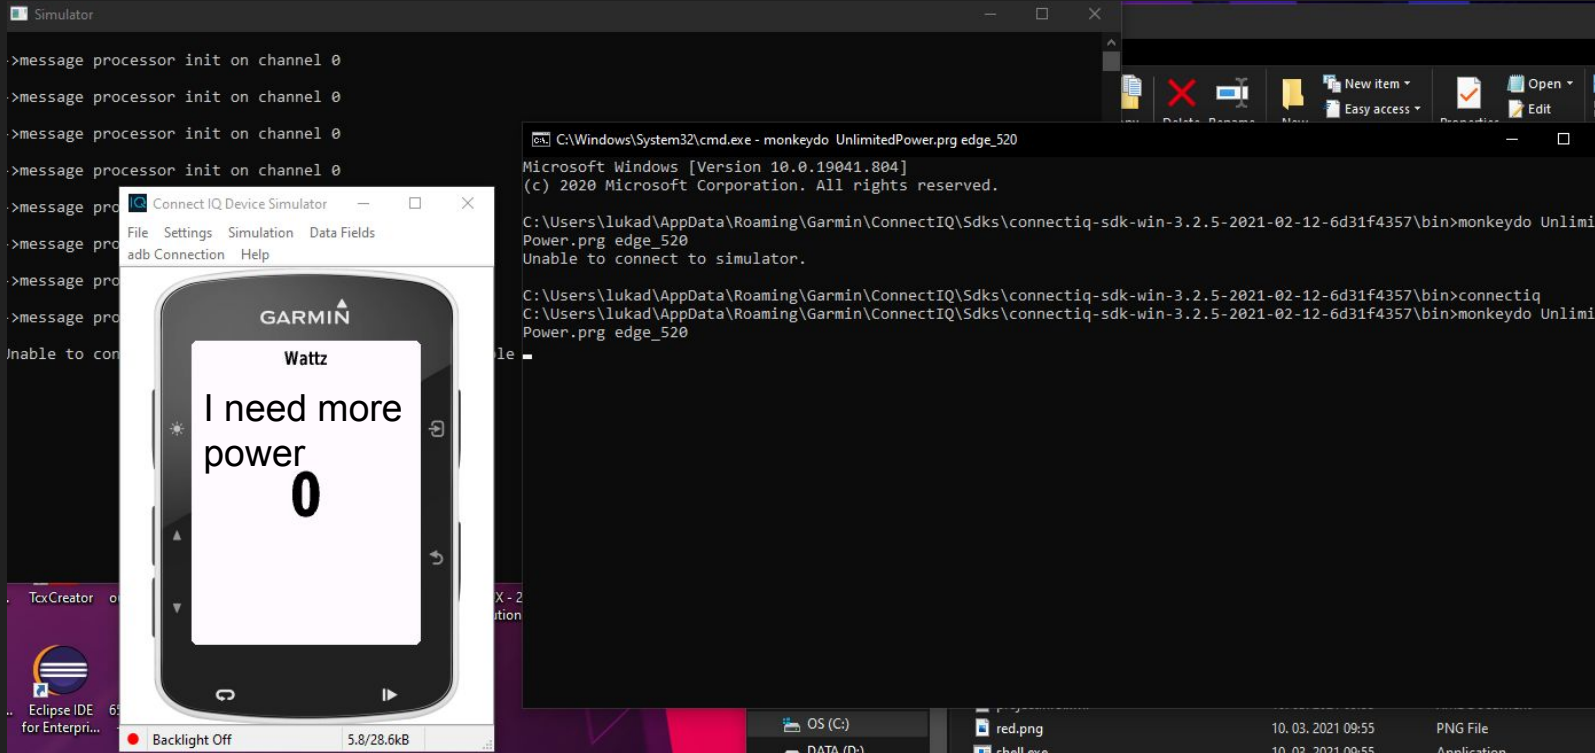 Simulator
->message processor init on channel 0
->message processor init on channel 0
->message processor init on channel 0
->message processor init on channel 0
->message pro
->message pro
->message pro
->message pro
Unable to con
le
Connect IQ Device Simulator
File Settings Simulation Data Fields
adb Connection Help
GARMIN
Wattz
I need more
power
0
Backlight Off 5.8/28.6kB
New item
Easy access
Open
Edit
Delete Rename
New
Properties
C:\Windows\System32\cmd.exe - monkeydo UnlimitedPower.prg edge_520
Microsoft Windows [Version 10.0.19041.804]
(c) 2020 Microsoft Corporation. All rights reserved.
C:\Users\lukad\AppData\Roaming\Garmin\ConnectIQ\Sdks\connectiq-sdk-win-3.2.5-2021-02-12-6d31f4357\bin>monkeydo Unlimi
Power.prg edge_520
Unable to connect to simulator.
C:\Users\lukad\AppData\Roaming\Garmin\ConnectIQ\Sdks\connectiq-sdk-win-3.2.5-2021-02-12-6d31f4357\bin>connectiq
C:\Users\lukad\AppData\Roaming\Garmin\ConnectIQ\Sdks\connectiq-sdk-win-3.2.5-2021-02-12-6d31f4357\bin>monkeydo Unlimi
Power.prg edge_520
TcxCreator
X - 2
ution
Eclipse IDE
for Enterpri...
OS (C:)
DATA (D:)
red.png 10. 03. 2021 09:55 PNG File
shell.exe 10. 03. 2021 09:55 Application